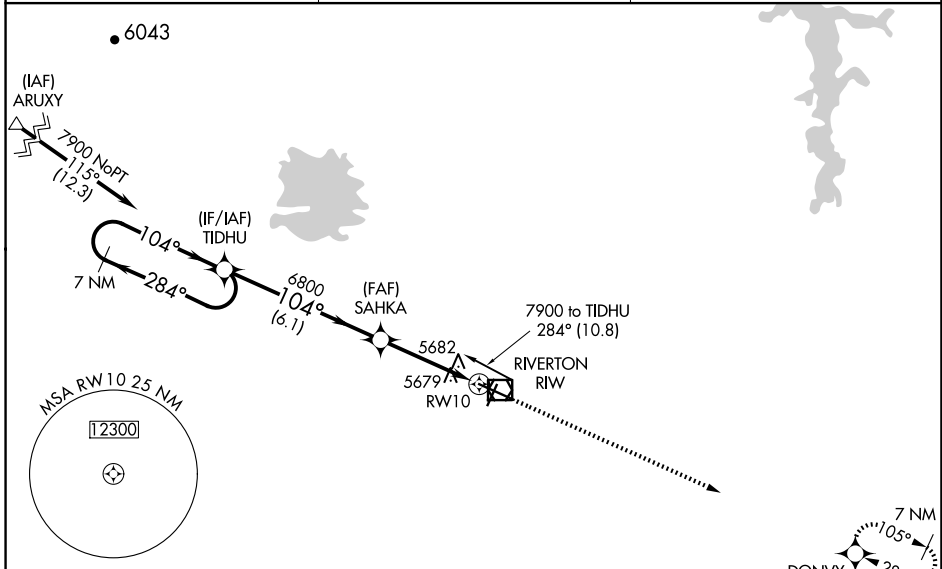 6043
(IAF)
ARUXY
7900 NoPT
115°
(12.3)
(IF/IAF)
TIDHU
104°
7 NM
284°
6800
104°
(6.1)
(FAF)
SAHKA
7900 to TIDHU
284° (10.8)
5682
5679
RIVERTON
RIW
RW10
MSA RW10 25 NM
12300
7 NM
105°